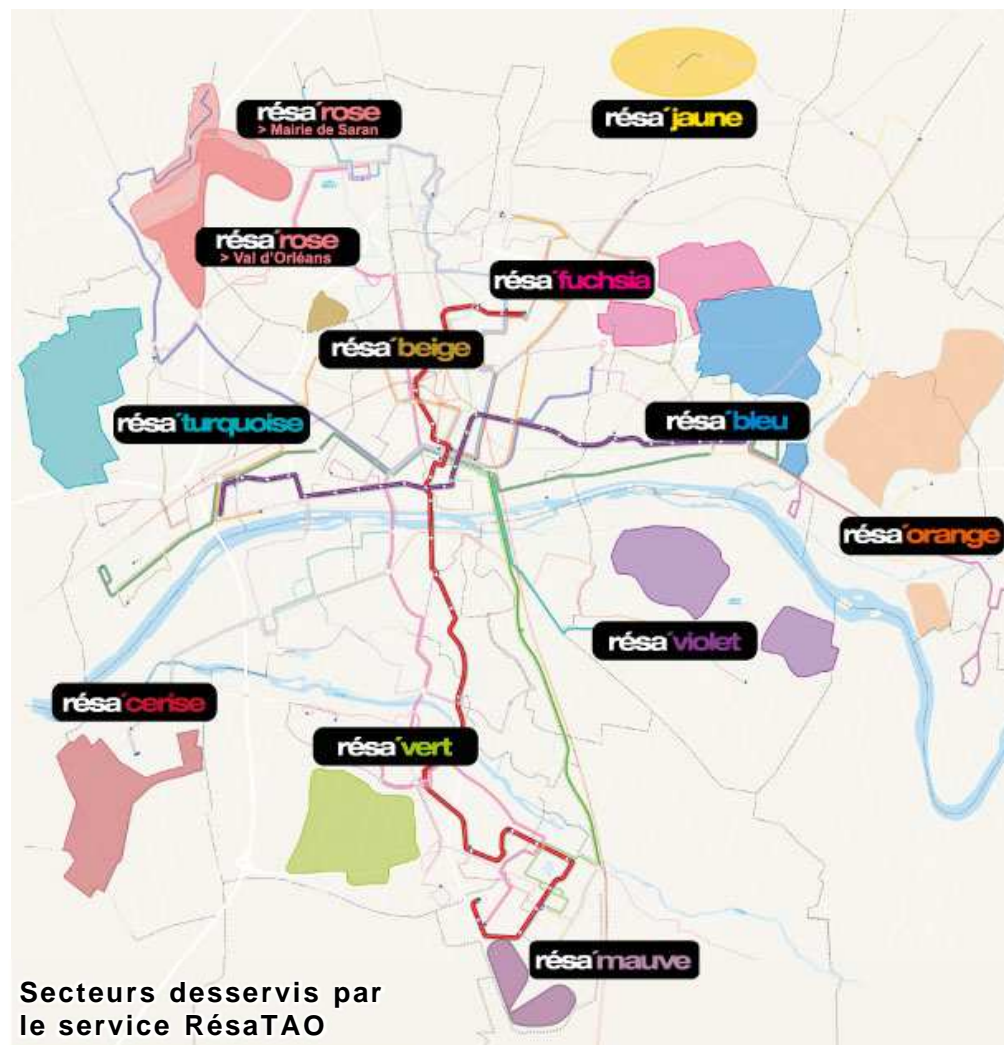 résa'rose
> Mairie de Saran
résa'jaune
résa'rose
> Val d'Orléans
résa'fuchsia
résa'beige
résa'turquoise
résa'bleu
résa'orange
résa'violet
résa'cerise
résa'vert
résa'mauve
Secteurs desservis par
le service RésaTAO